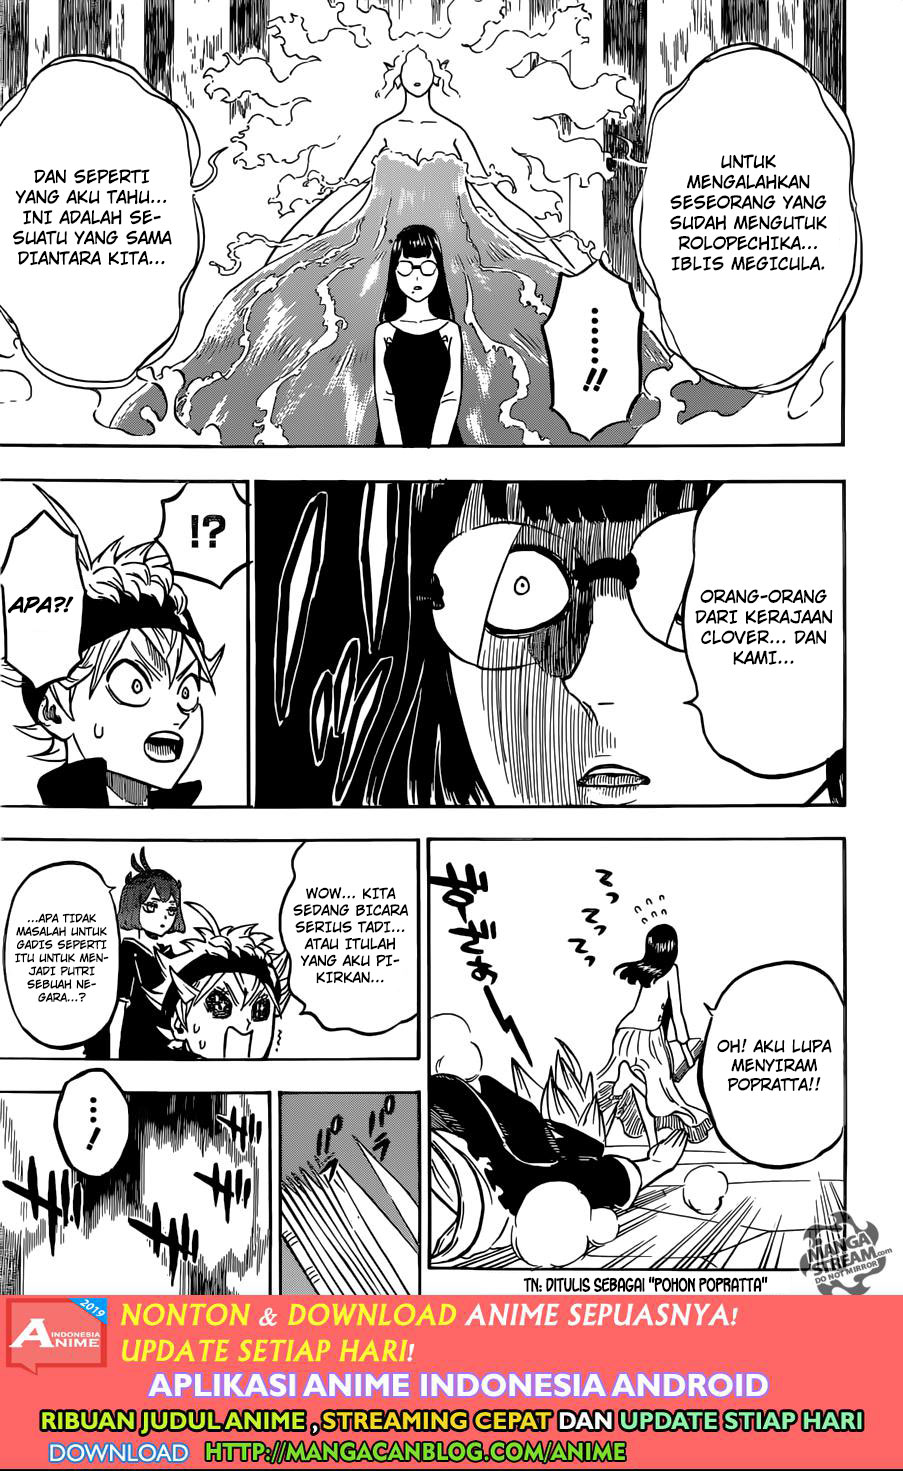 UNTUK
MENGALAHKAN
SESEORANG YANG
SUDAH MENGUTUK
ROLOPECHIKA...
IBLIS MEGICULA.
......!!
DAN SEPERTI
YANG AKU TAHU...
INI ADALAH SE-
SUATU YANG SAMA
DIANTARA KITA...
ORANG-ORANG
DARI KERAJAAN
CLOVER... DAN
KAMI...
!?
APA?!
OH! AKU LUPA
MENYIRAM
POPRATTA!!
WOW... KITA
SEDANG BICARA
SERIUS TADI...
ATAU ITULAH
YANG AKU PI-
KIRKAN...
...APA TIDAK
MASALAH UNTUK
GADIS SEPERTI
ITU UNTUK MEN-
JADI PUTRI
SEBUAH NE-
GARA...?
...!
MANGA
STREAM.com
DO NOT MIRROR!
TN: DITULIS SEBAGAI "POHON POPRATTA"
2019
INDONESIA
ANIME
NONTON & DOWNLOAD ANIME SEPUASNYA!
UPDATE SETIAP HARI!
APLIKASI ANIME INDONESIA ANDROID
RIBUAN JUDUL ANIME , STREAMING CEPAT DAN UPDATE STIAP HARI
DOWNLOAD HTTP://MANGACANBLOG.COM/ANIME